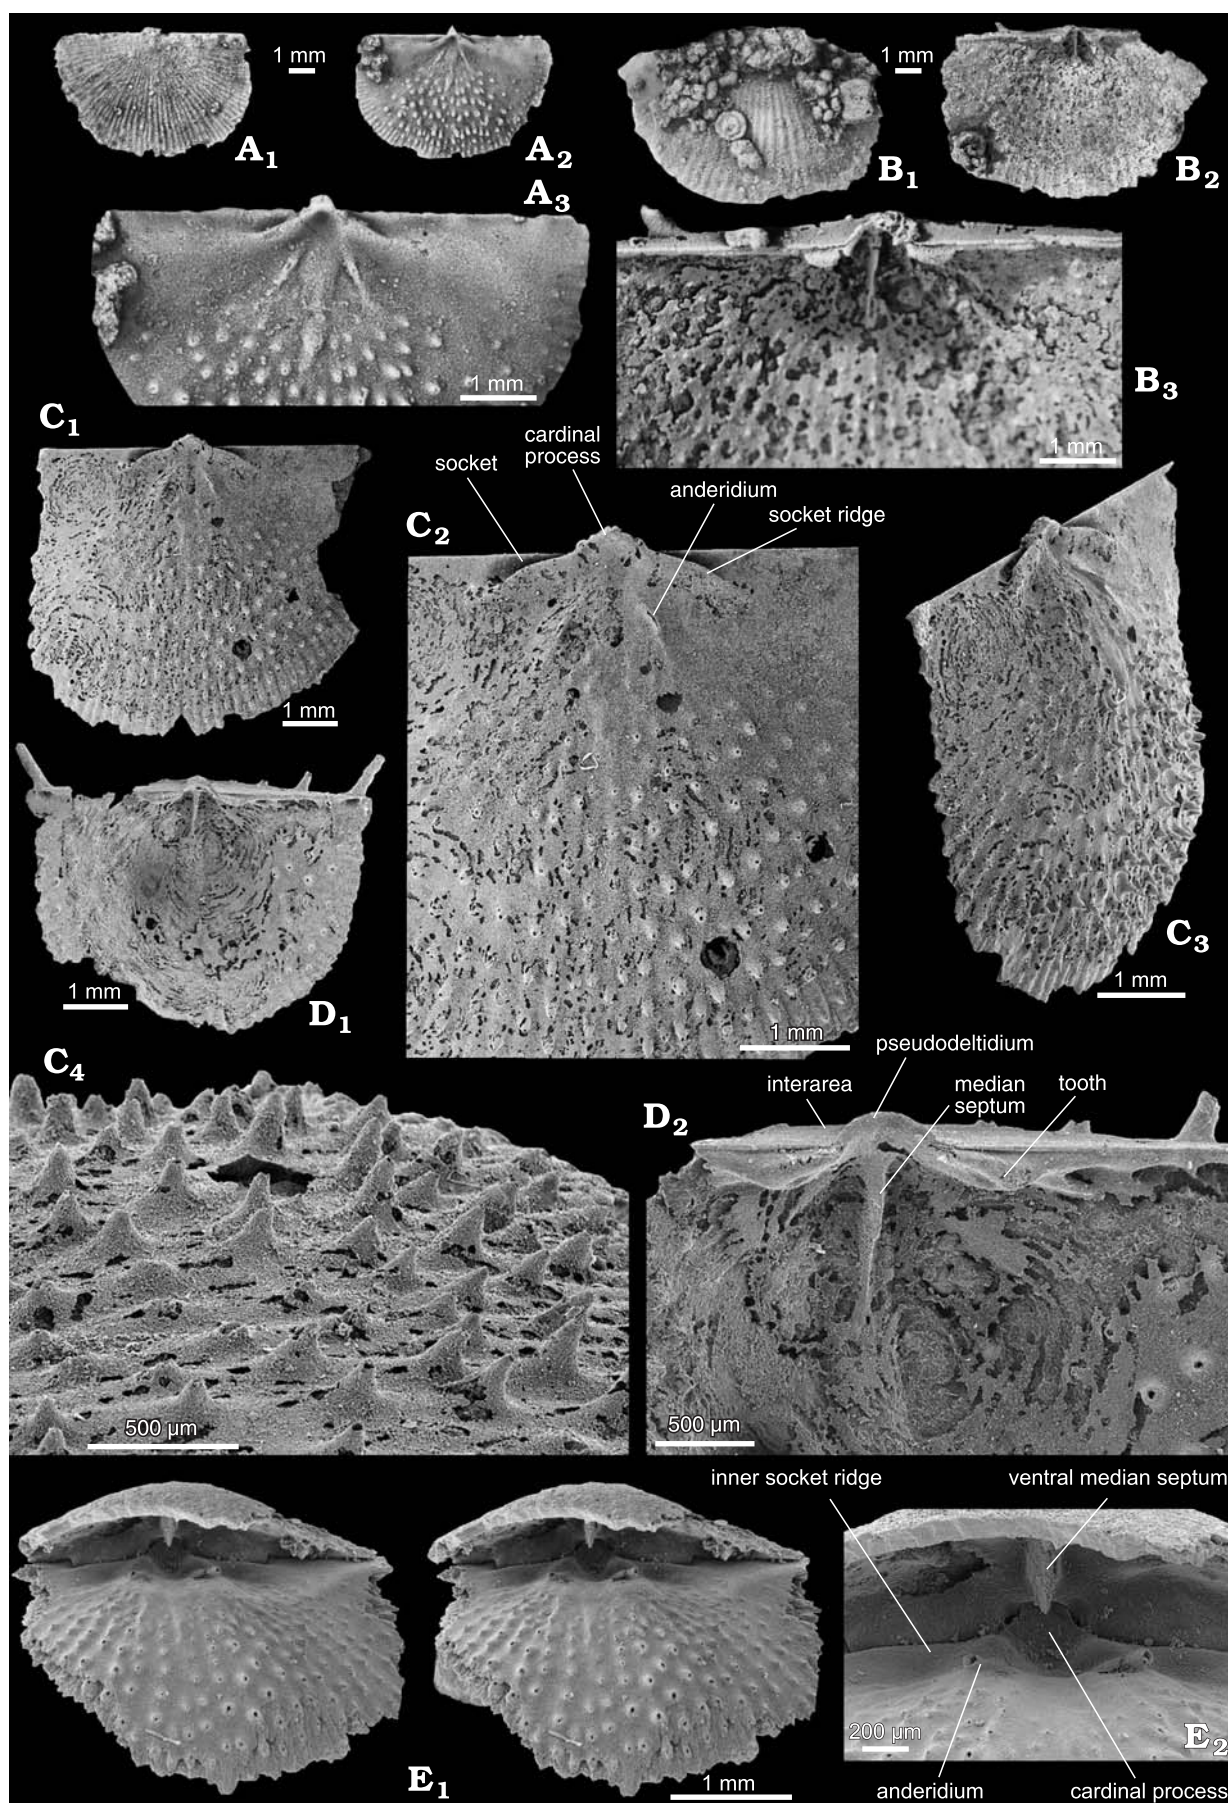 1 mm
1 mm
A1
A2
B1
B2
A3
1 mm
B3
1 mm
C1
cardinal
process
socket
anderidium
socket ridge
C2
1 mm
C3
1 mm
1 mm
D1
1 mm
C4
pseudodeltidium
interarea
median
septum
tooth
D2
500 µm
500 µm
inner socket ridge
ventral median septum
E1
1 mm
200 µm
E2
anderidium
cardinal process